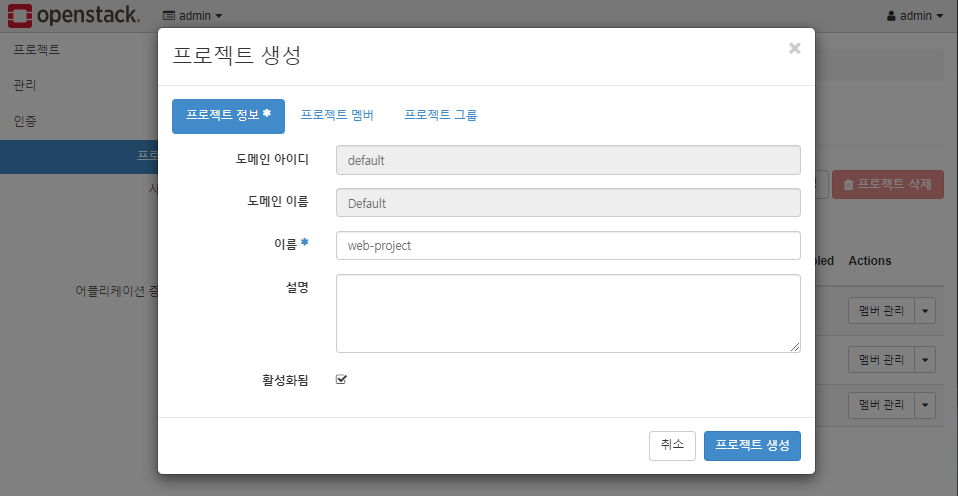 openstack. admin admin
프로젝트
관리
인증
프로
어플리케이션 증
프로젝트 생성
프로젝트 정보 * 프로젝트 멤버 프로젝트 그룹
도메인 아이디 default
도메인 이름 Default
이름 * web-project
설명
활성화됨
취소 프로젝트 생성
프로젝트 삭제
Actions
멤버 관리
멤버 관리
멤버 관리